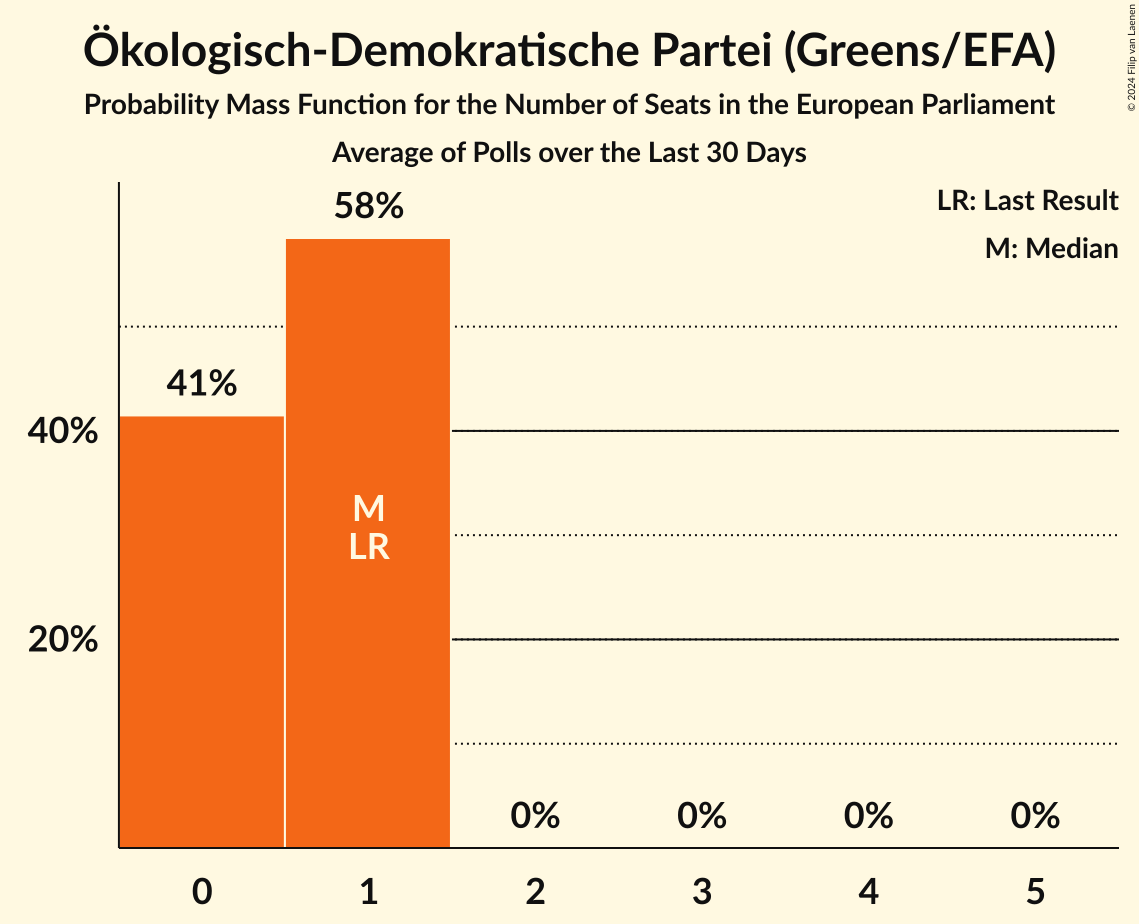 Ökologisch-Demokratische Partei (Greens/EFA)
Probability Mass Function for the Number of Seats in the European Parliament
Average of Polls over the Last 30 Days
© 2024 Filip van Laenen
LR: Last Result
M: Median
58%
41%
40%
20%
M
LR
0% 0% 0% 0%
0 1 2 3 4 5